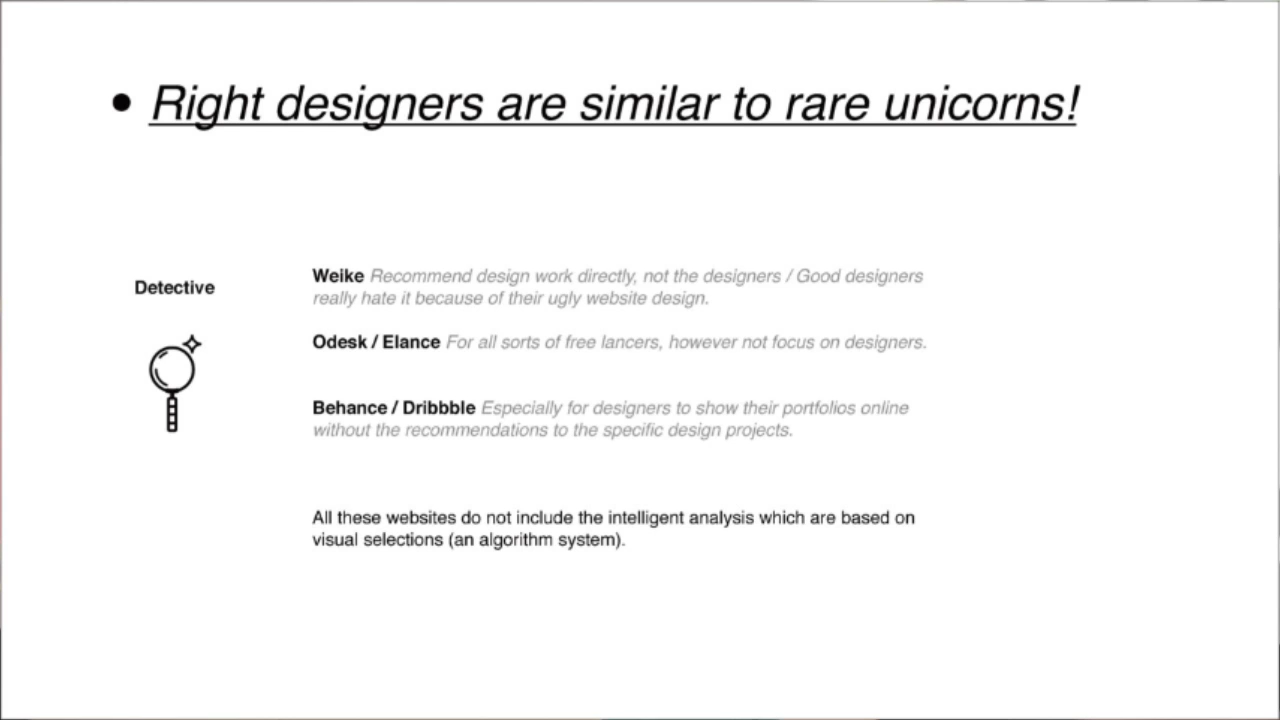 • Right designers are similar to rare unicorns!
Detective
Weike Recommend design work directly, not the designers / Good designers
really hate it because of their ugly website design.
Odesk / Elance For all sorts of free lancers, however not focus on designers.
Behance / Dribbble Especially for designers to show their portfolios online
without the recommendations to the specific design projects.
All these websites do not include the intelligent analysis which are based on
visual selections (an algorithm system).